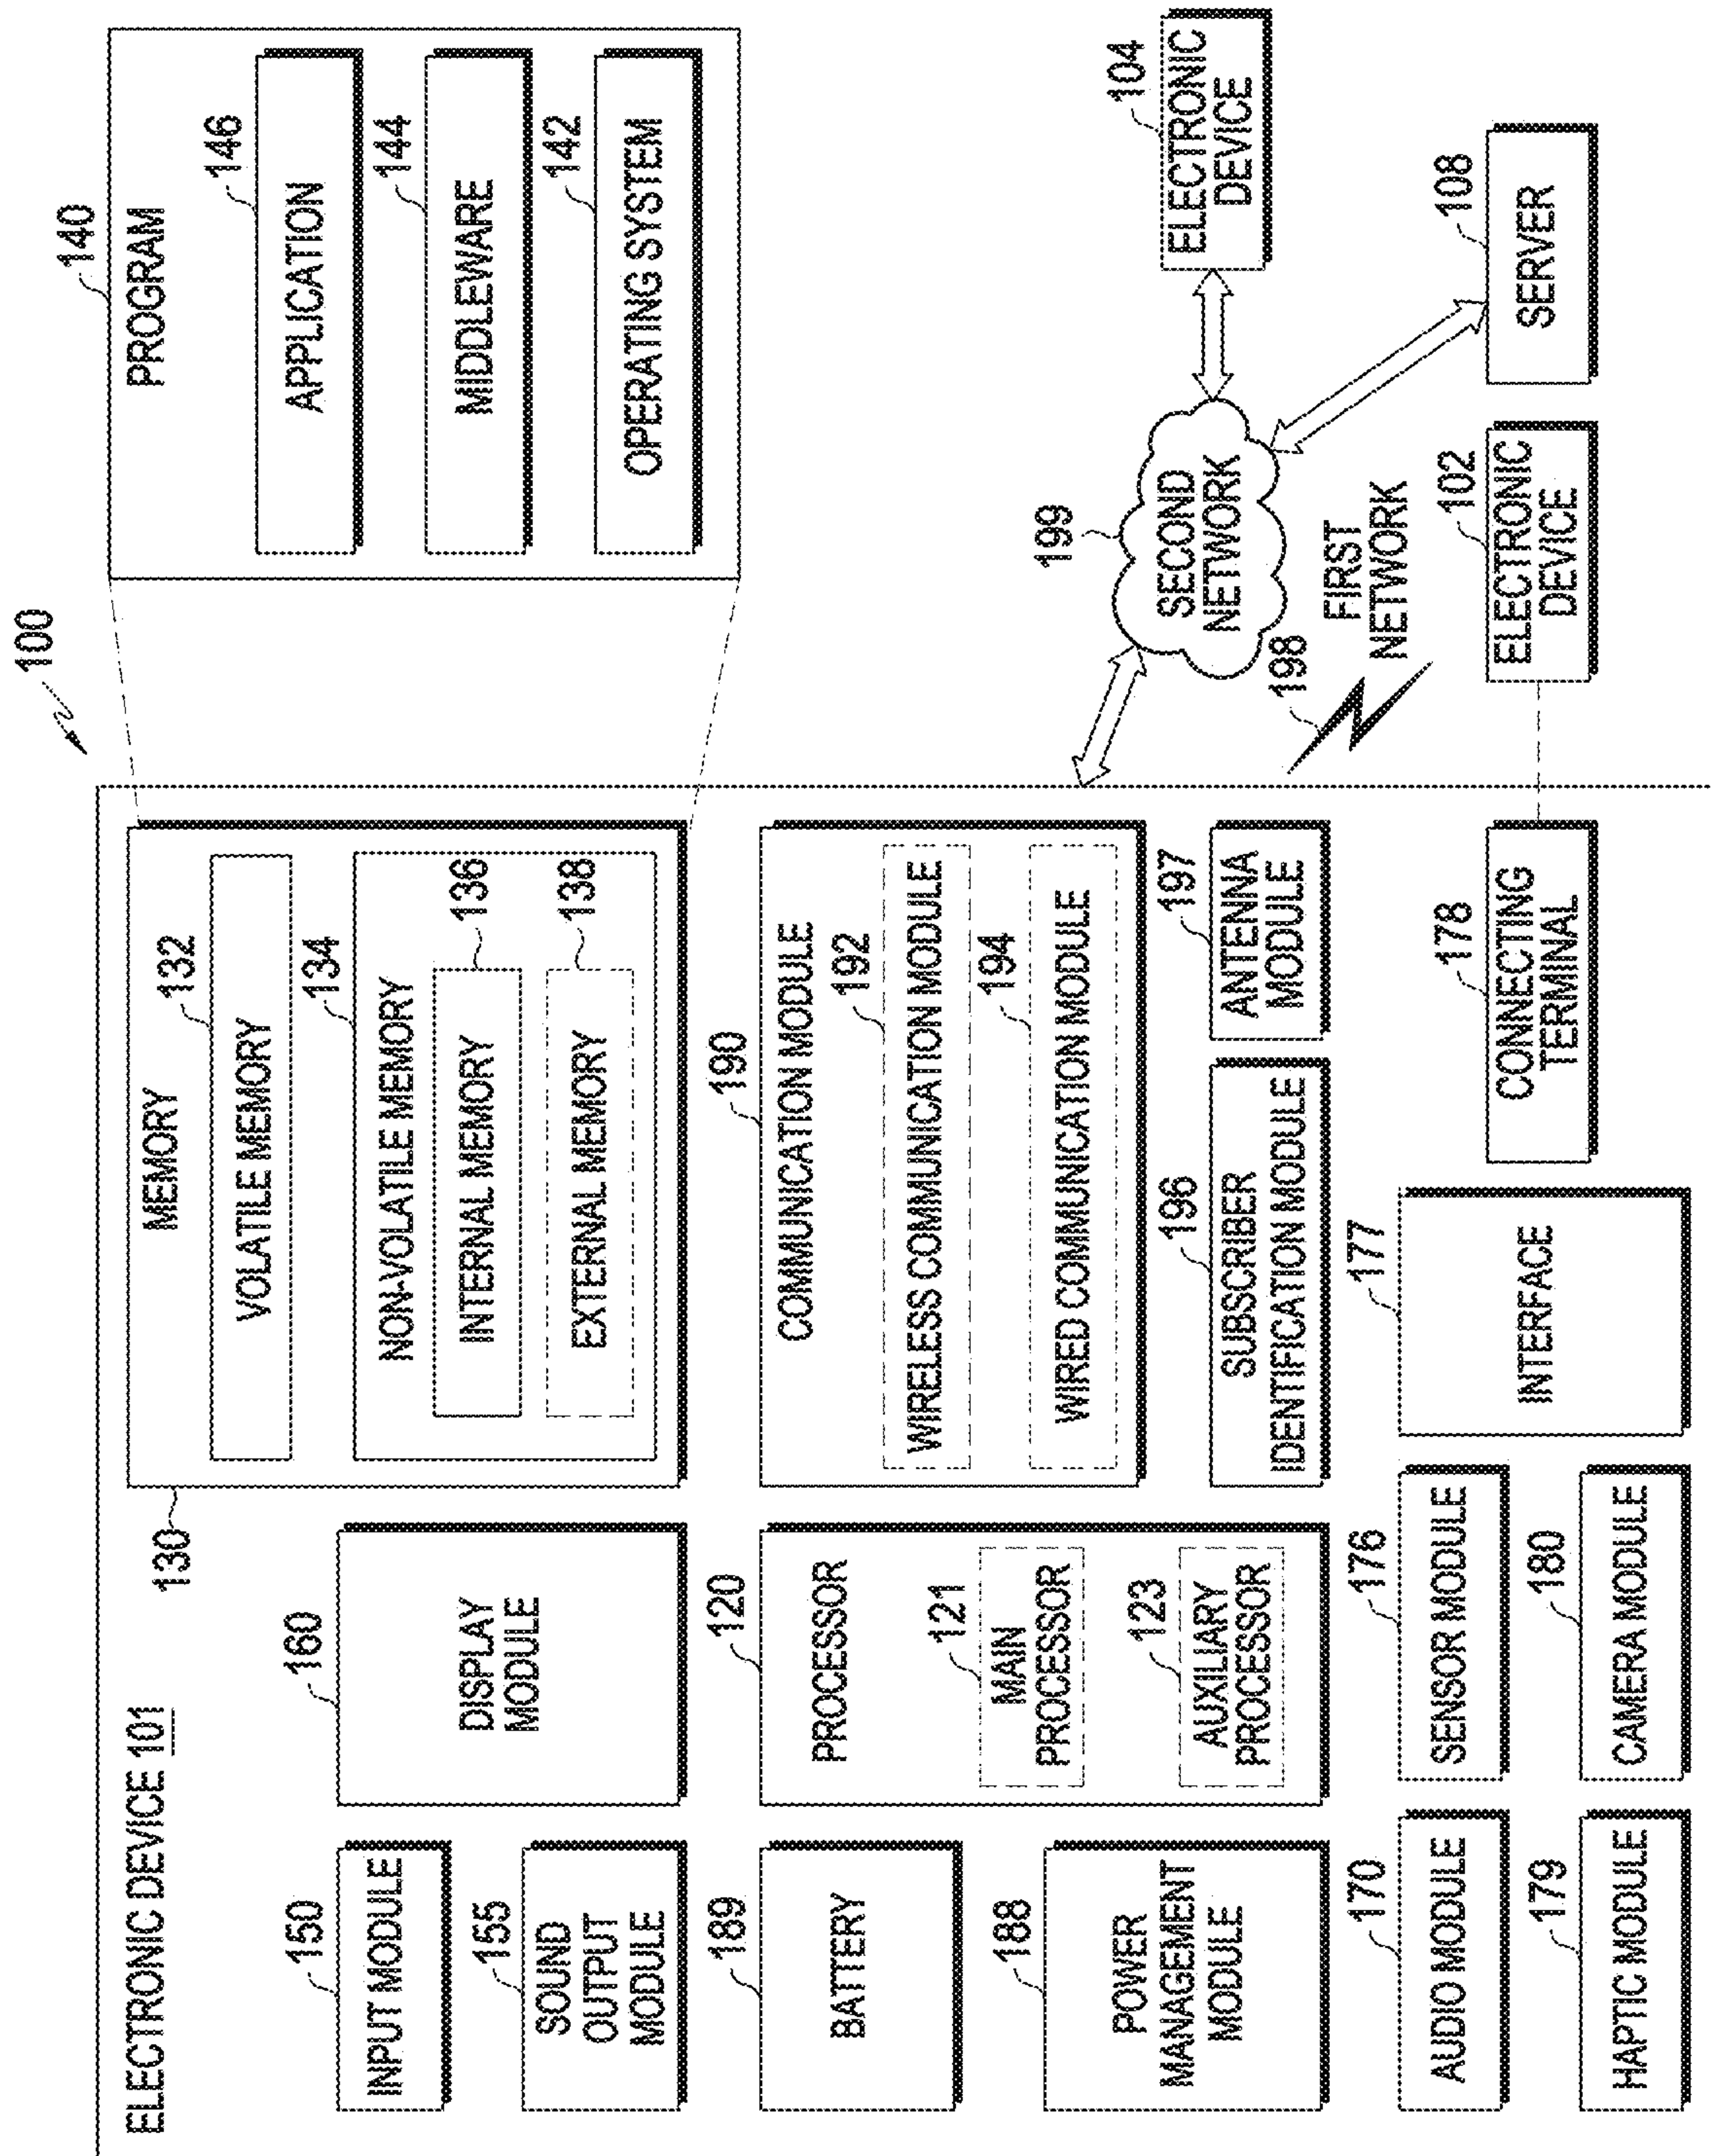 100
ELECTRONIC DEVICE 101
150
INPUT MODULE
155
SOUND
OUTPUT
MODULE
160
DISPLAY
MODULE
130
MEMORY
132
VOLATILE MEMORY
134
NON-VOLATILE MEMORY
136
INTERNAL MEMORY
138
EXTERNAL MEMORY
140
PROGRAM
146
APPLICATION
144
MIDDLEWARE
142
OPERATING SYSTEM
189
BATTERY
188
POWER
MANAGEMENT
MODULE
120
PROCESSOR
121
MAIN
PROCESSOR
123
AUXILIARY
PROCESSOR
190
COMMUNICATION MODULE
192
WIRELESS COMMUNICATION MODULE
194
WIRED COMMUNICATION MODULE
196
SUBSCRIBER
IDENTIFICATION MODULE
197
ANTENNA
MODULE
199
SECOND
NETWORK
104
ELECTRONIC
DEVICE
198
FIRST
NETWORK
108
SERVER
102
ELECTRONIC
DEVICE
170
AUDIO MODULE
176
SENSOR MODULE
177
INTERFACE
178
CONNECTING
TERMINAL
179
HAPTIC MODULE
180
CAMERA MODULE